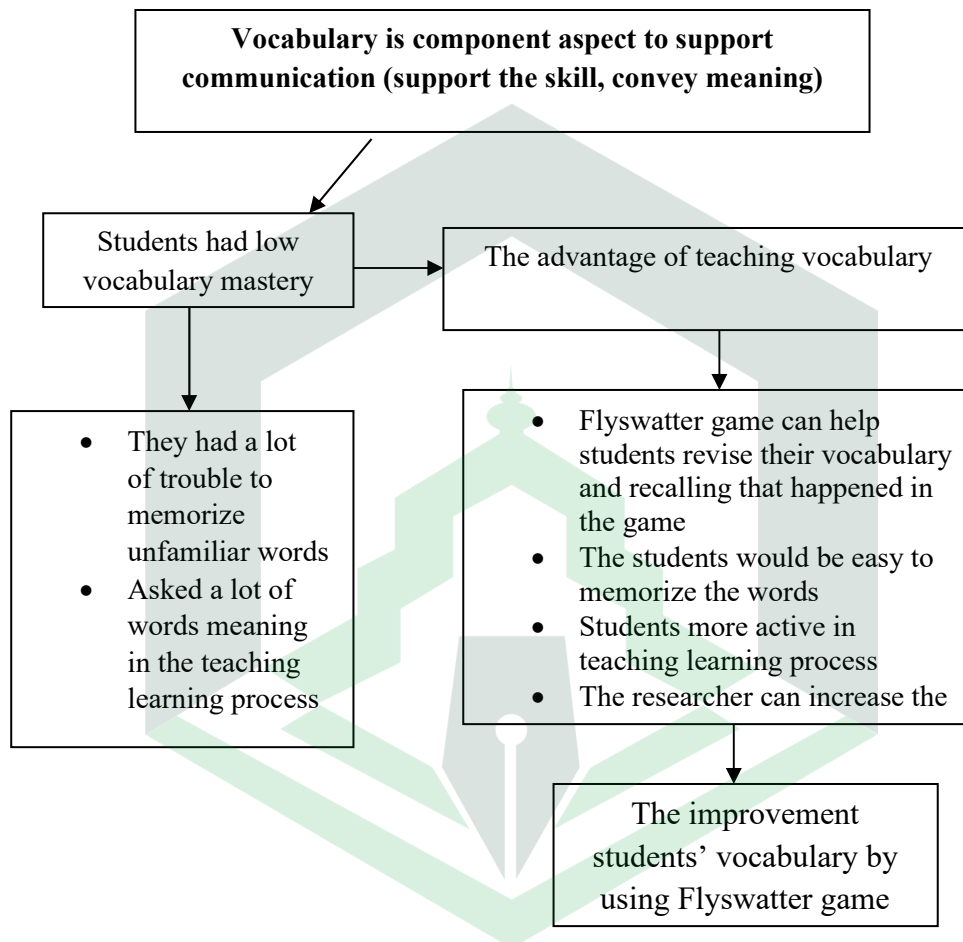 Vocabulary is component aspect to support
communication (support the skill, convey meaning)
Students had low
vocabulary mastery
The advantage of teaching vocabulary
• They had a lot
of trouble to
memorize
unfamiliar words
• Asked a lot of
words meaning
in the teaching
learning process
• Flyswatter game can help
students revise their vocabulary
and recalling that happened in
the game
• The students would be easy to
memorize the words
• Students more active in
teaching learning process
• The researcher can increase the
The improvement
students’ vocabulary by
using Flyswatter game